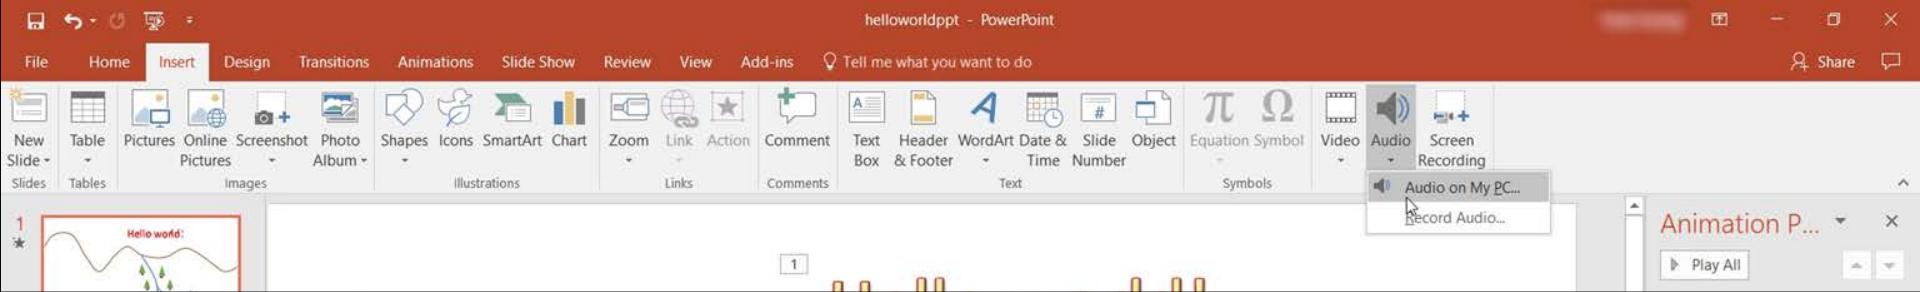 helloworldppt - PowerPoint
File Home Insert Design Transitions Animations Slide Show Review View Add-ins Tell me what you want to do Share
New Slide
Table
Pictures
Online Pictures
Screenshot
Photo Album
Shapes
Icons
SmartArt
Chart
Zoom
Link
Action
Comment
Text Box
Header & Footer
WordArt
Date & Time
Slide Number
Object
Equation
Symbol
Video
Audio
Screen Recording
Slides Tables Images Illustrations Links Comments Text Symbols
Audio on My PC...
Record Audio...
1
Hello world!
1
Animation P...
Play All